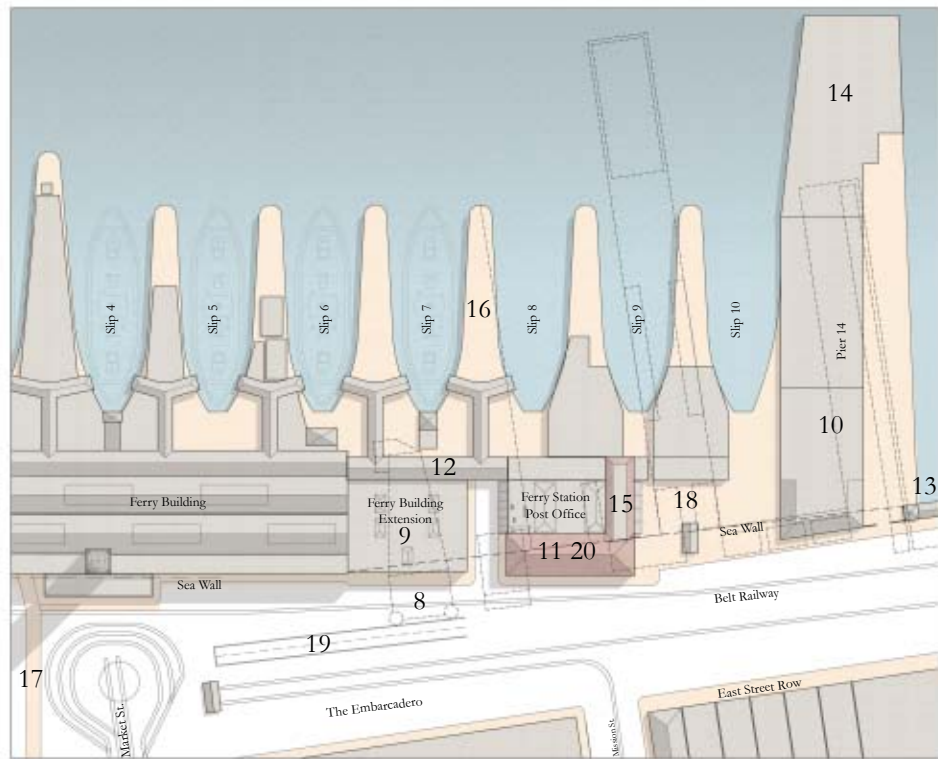 14
Slip 4
Slip 5
Slip 6
Slip 7
16
Slip 8
Slip 9
Slip 10
Pier 14
10
12
13
Ferry Building
Ferry Building
Extension
9
Ferry Station
Post Office
15
18
11 20
Sea Wall
Sea Wall
8
Belt Railway
19
17
Market St.
The Embarcadero
Mission St.
East Street Row